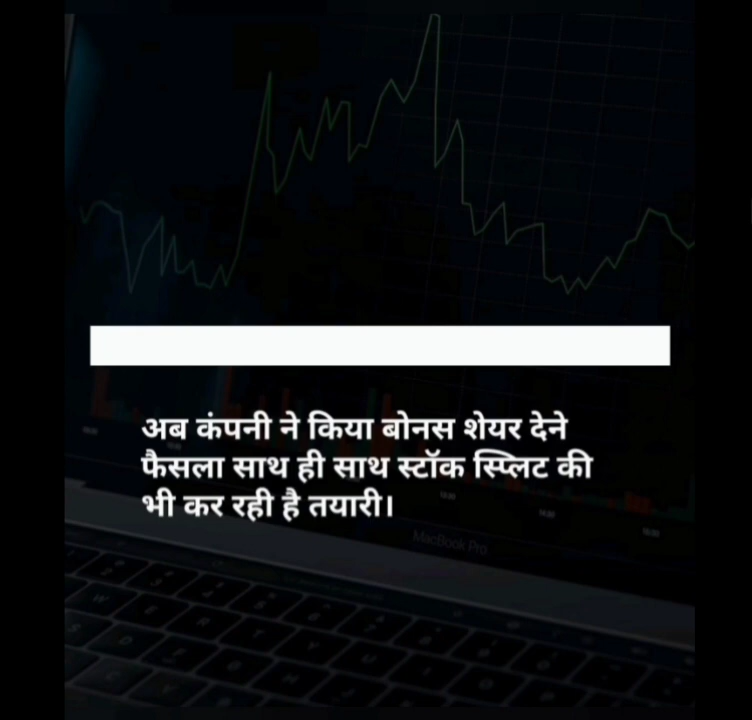 अब कंपनी ने किया बोनस शेयर देने
फैसला साथ ही साथ स्टॉक स्प्लिट की
भी कर रही है तयारी।
MacBook Pro